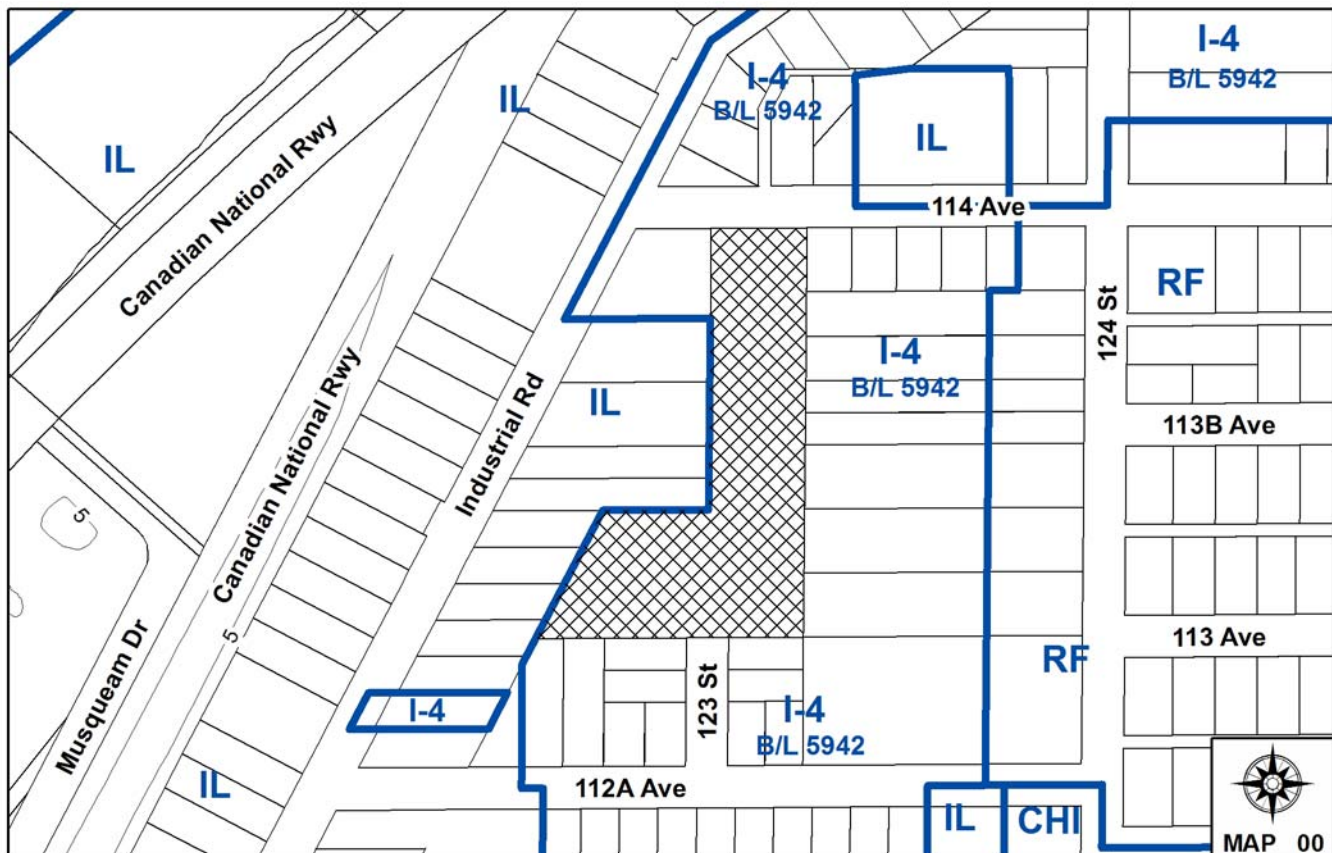 I-4
B/L 5942
I-4
B/L 5942
IL
IL
IL
Canadian National Rwy
114 Ave
RF
124 St
I-4
B/L 5942
IL
113B Ave
Industrial Rd
Canadian National Rwy
5
5
Musqueam Dr
113 Ave
RF
123 St
I-4
B/L 5942
I-4
IL
112A Ave
IL
CHI
MAP 00